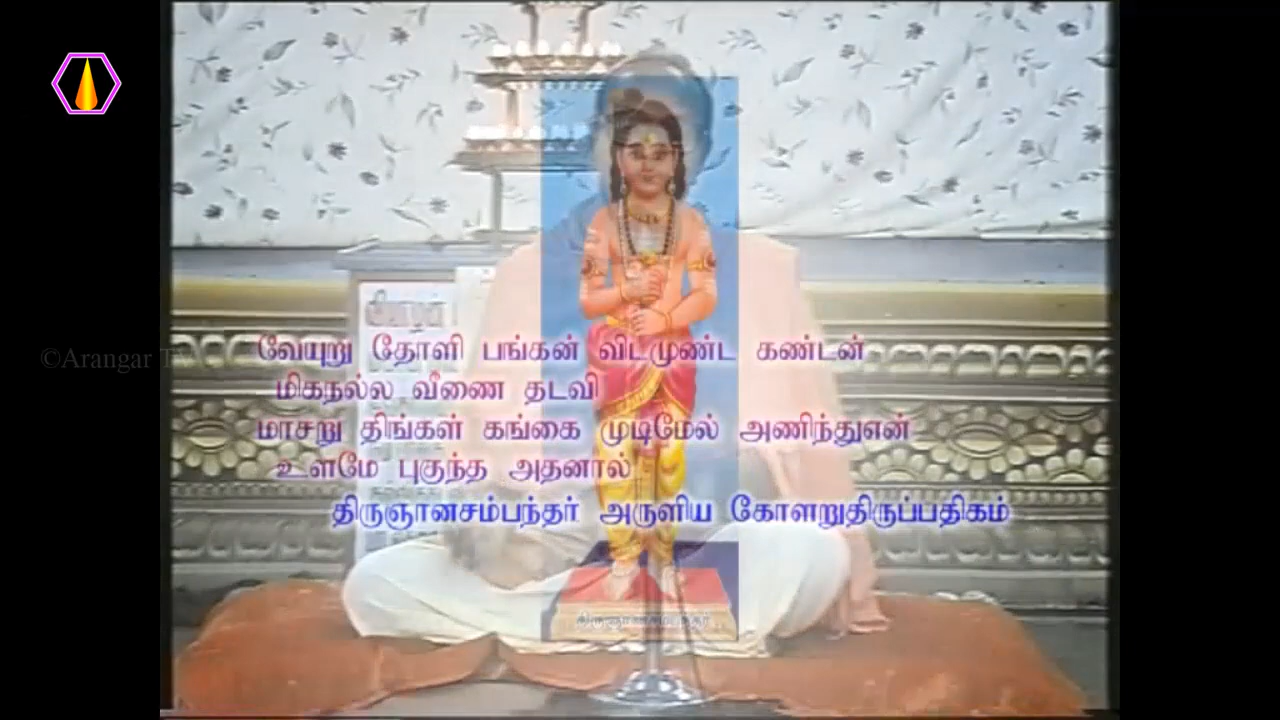 ©Arangar T
வேயுறு தோளி பங்கன் விடமுண்ட கண்டன்
மிகநல்ல வீணை தடவி
மாசறு திங்கள் கங்கை முடிமேல் அணிந்துஎன்
உளமே புகுந்த அதனால்
திருஞானசம்பந்தர் அருளிய கோளறுதிருப்பதிகம்